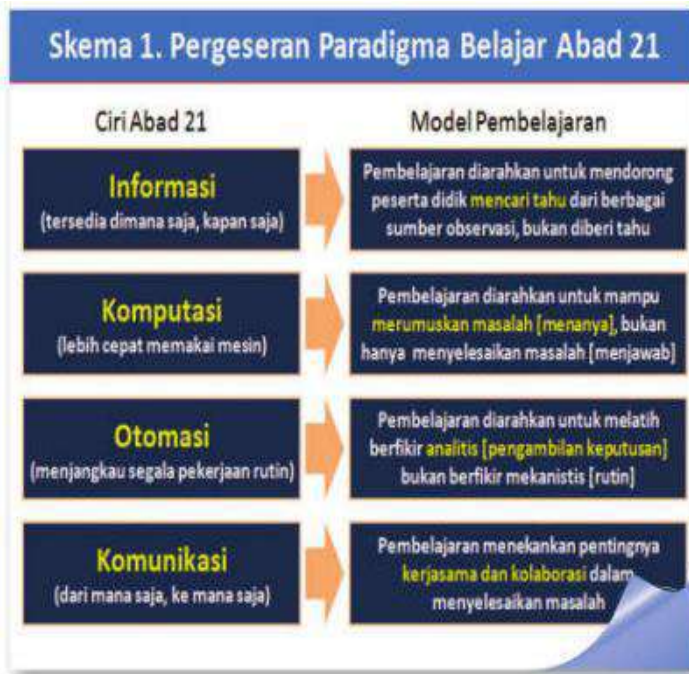 Skema 1. Pergeseran Paradigma Belajar Abad 21
Ciri Abad 21
Model Pembelajaran
Informasi
(tersedia dimana saja, kapan saja)
Pembelajaran diarahkan untuk mendorong
peserta didik mencari tahu dari berbagai
sumber observasi, bukan diberi tahu
Komputasi
(lebih cepat memakai mesin)
Pembelajaran diarahkan untuk mampu
merumuskan masalah [menanya], bukan
hanya menyelesaikan masalah [menjawab]
Otomasi
(menjangkau segala pekerjaan rutin)
Pembelajaran diarahkan untuk melatih
berfikir analitis [pengambilan keputusan]
bukan berfikir mekanistis [rutin]
Komunikasi
(dari mana saja, ke mana saja)
Pembelajaran menekankan pentingnya
kerjasama dan kolaborasi dalam
menyelesaikan masalah